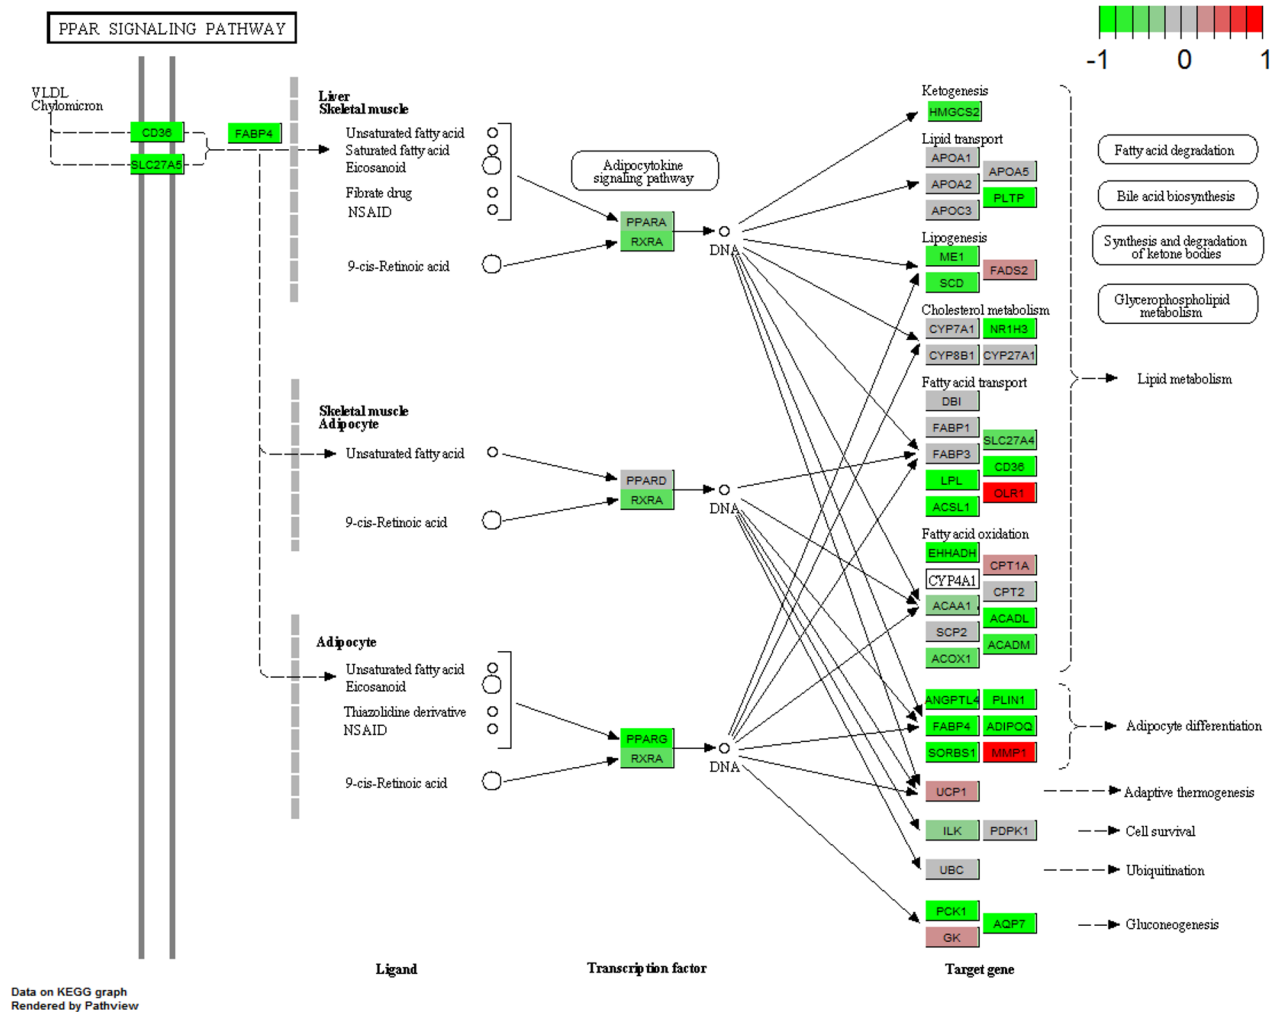 PPAR SIGNALING PATHWAY
-1
0
1
VLDL
Chylomicron
CD36
FABP4
SLC27A5
Liver
Skeletal muscle
Unsaturated fatty acid
Saturated fatty acid
Eicosanoid
Fibrate drug
NSAID
9-cis-Retinoic acid
Adipocytokine
signaling pathway
PPARA
RXRA
DNA
Skeletal muscle
Adipocyte
Unsaturated fatty acid
9-cis-Retinoic acid
PPARD
RXRA
DNA
Adipocyte
Unsaturated fatty acid
Eicosanoid
Thiazolidine derivative
NSAID
9-cis-Retinoic acid
PPARG
RXRA
DNA
Ketogenesis
HMGCS2
Lipid transport
APOA1
APOA5
APOA2
PLTP
APOC3
Lipogenesis
ME1
FADS2
SCD
Cholesterol metabolism
CYP7A1
NR1H3
CYP8B1
CYP27A1
Fatty acid transport
DBI
FABP1
SLC27A4
FABP3
CD36
LPL
OLR1
ACSL1
Fatty acid oxidation
EHHADH
CPT1A
CYP4A1
CPT2
ACAA1
ACADL
SCP2
ACADM
ACOX1
ANGPTL4
PLIN1
FABP4
ADIPOQ
SORBS1
MMP1
UCP1
ILK
PDPK1
UBC
PCK1
AQP7
GK
Fatty acid degradation
Bile acid biosynthesis
Synthesis and degradation
of ketone bodies
Glycerophospholipid
metabolism
Lipid metabolism
Adipocyte differentiation
Adaptive thermogenesis
Cell survival
Ubiquitination
Gluconeogenesis
Ligand
Transcription factor
Target gene
Data on KEGG graph
Rendered by Pathview